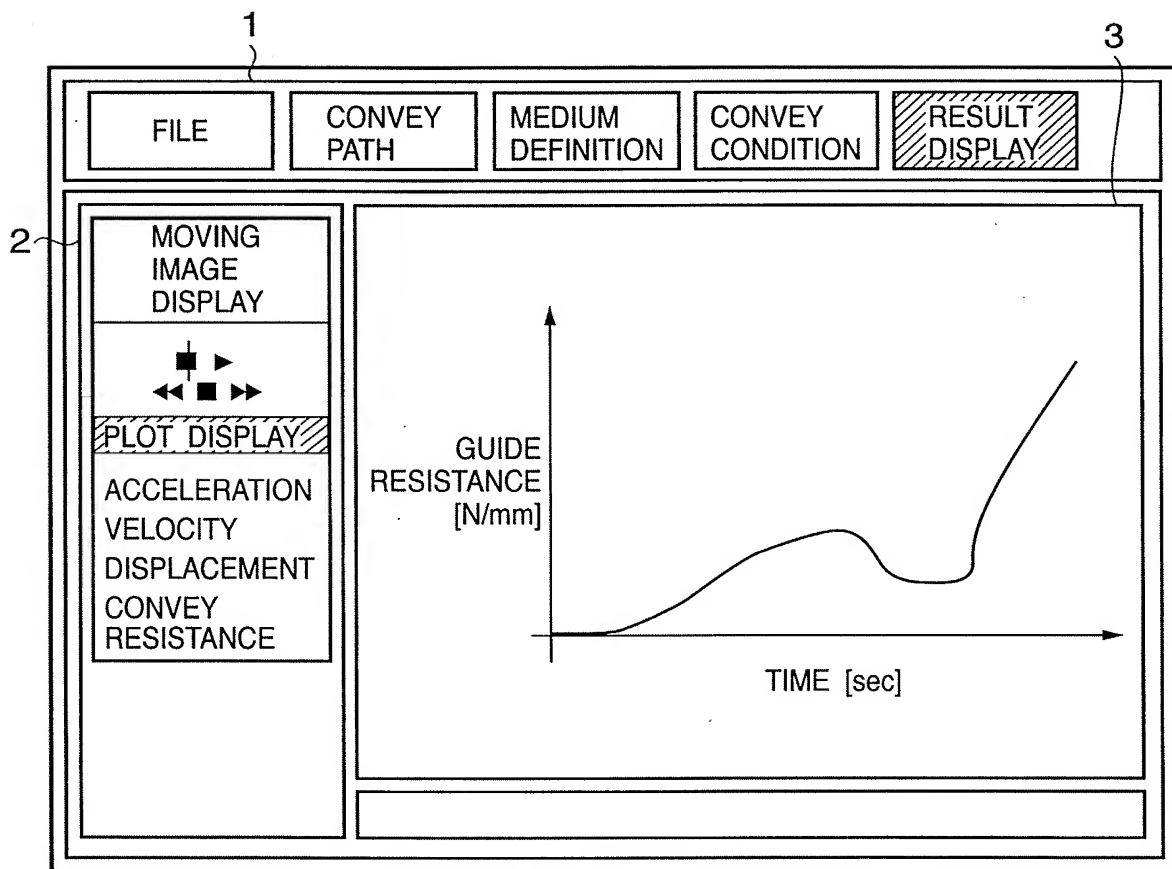 1
3
FILE
CONVEY
PATH
MEDIUM
DEFINITION
CONVEY
CONDITION
RESULT
DISPLAY
2
MOVING
IMAGE
DISPLAY
PLOT DISPLAY
ACCELERATION
VELOCITY
DISPLACEMENT
CONVEY
RESISTANCE
GUIDE
RESISTANCE
[N/mm]
TIME [sec]